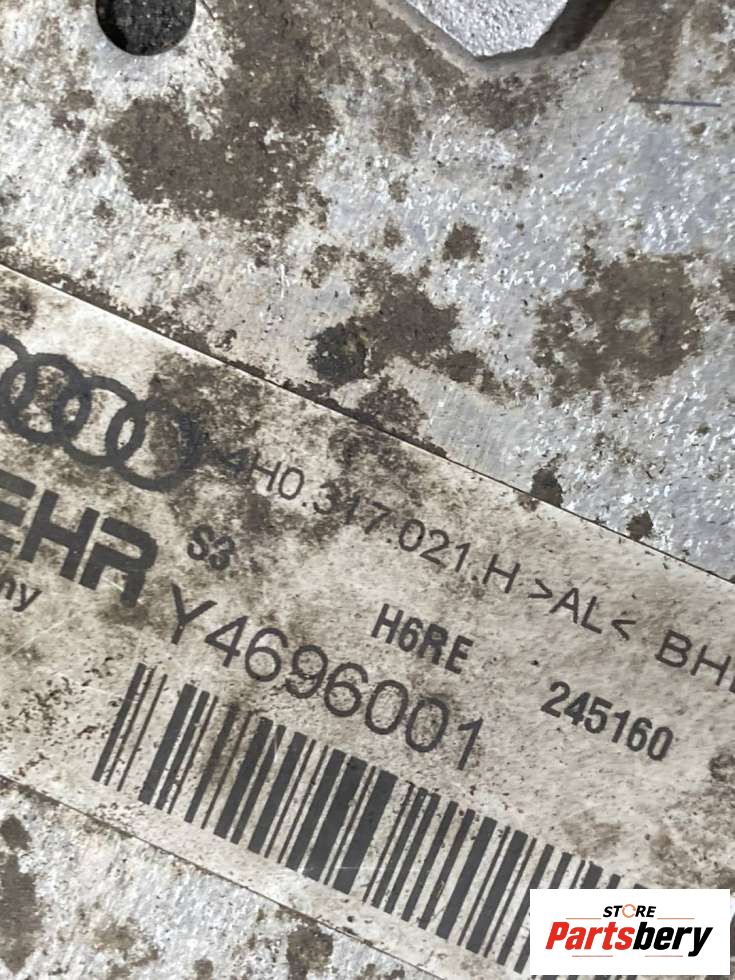 4H0.317.021.H >AL< BH
EHR S3 H6RE 245160
ny Y4696001
STORE
Partsbery